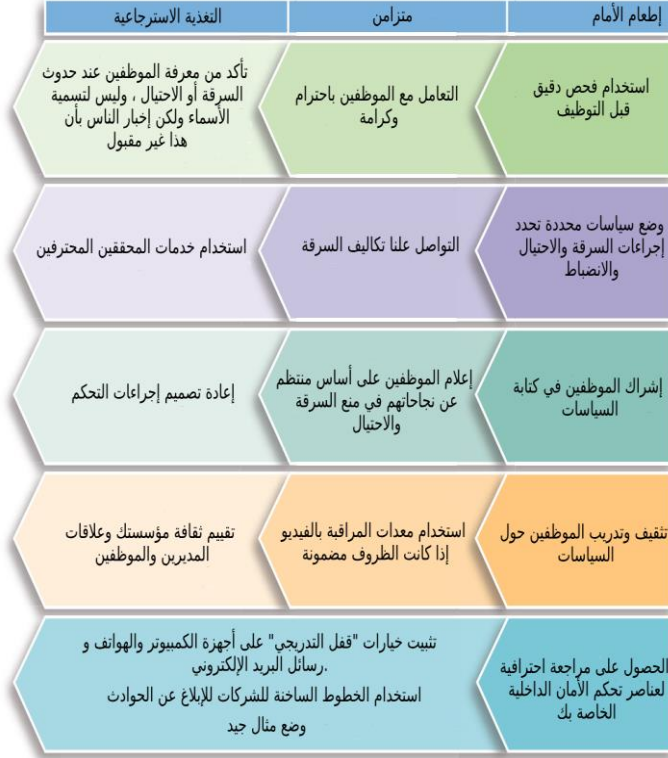 إطعام الأمام
متزامن
التغذية الاسترجاعية
استخدام فحص دقيق
قبل التوظيف
التعامل مع الموظفين باحترام
وكرامة
تأكد من معرفة الموظفين عند حدوث
السرقة أو الاحتيال ، وليس لتسمية
الأسماء ولكن إخبار الناس بأن
هذا غير مقبول
وضع سياسات محددة تحدد
إجراءات السرقة والاحتيال
والانضباط
التواصل علنا تكاليف السرقة
استخدام خدمات المحققين المحترفين
إشراك الموظفين في كتابة
السياسات
إعلام الموظفين على أساس منتظم
عن نجاحاتهم في منع السرقة
والاحتيال
إعادة تصميم إجراءات التحكم
تثقيف وتدريب الموظفين حول
السياسات
استخدام معدات المراقبة بالفيديو
إذا كانت الظروف مضمونة
تقييم ثقافة مؤسستك وعلاقات
المديرين والموظفين
الحصول على مراجعة احترافية
لعناصر تحكم الأمان الداخلية
الخاصة بك
تثبيت خيارات "قفل التدريجي" على أجهزة الكمبيوتر والهواتف و
.رسائل البريد الإلكتروني
استخدام الخطوط الساخنة للشركات للإبلاغ عن الحوادث
وضع مثال جيد